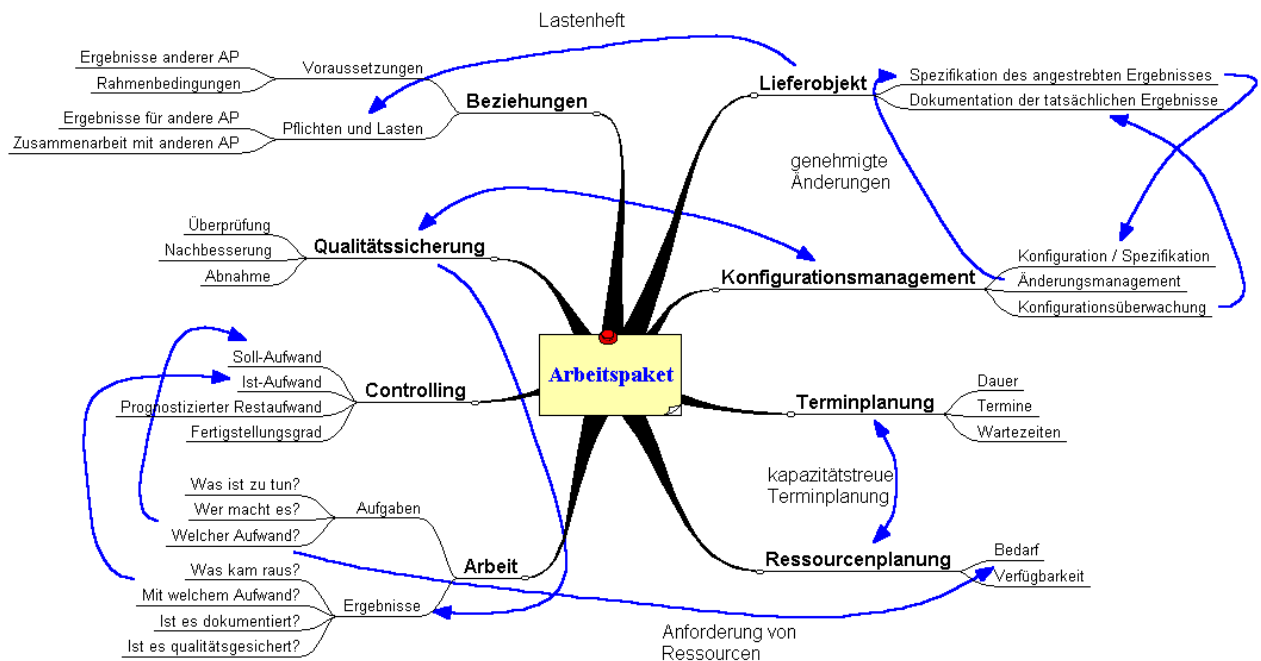 Lastenheft
Ergebnisse anderer AP
Rahmenbedingungen
Voraussetzungen
Beziehungen
Ergebnisse für andere AP
Zusammenarbeit mit anderen AP
Pflichten und Lasten
Lieferobjekt
Spezifikation des angestrebten Ergebnisses
Dokumentation der tatsächlichen Ergebnisse
genehmigte
Änderungen
Überprüfung
Nachbesserung
Abnahme
Qualitätssicherung
Konfigurationsmanagement
Konfiguration / Spezifikation
Änderungsmanagement
Konfigurationsüberwachung
Arbeitspaket
Soll-Aufwand
Ist-Aufwand
Prognostizierter Restaufwand
Fertigstellungsgrad
Controlling
Terminplanung
Dauer
Termine
Wartezeiten
kapazitätstreue
Terminplanung
Was ist zu tun?
Wer macht es?
Welcher Aufwand?
Aufgaben
Arbeit
Was kam raus?
Mit welchem Aufwand?
Ist es dokumentiert?
Ist es qualitätsgesichert?
Ergebnisse
Ressourcenplanung
Bedarf
Verfügbarkeit
Anforderung von
Ressourcen